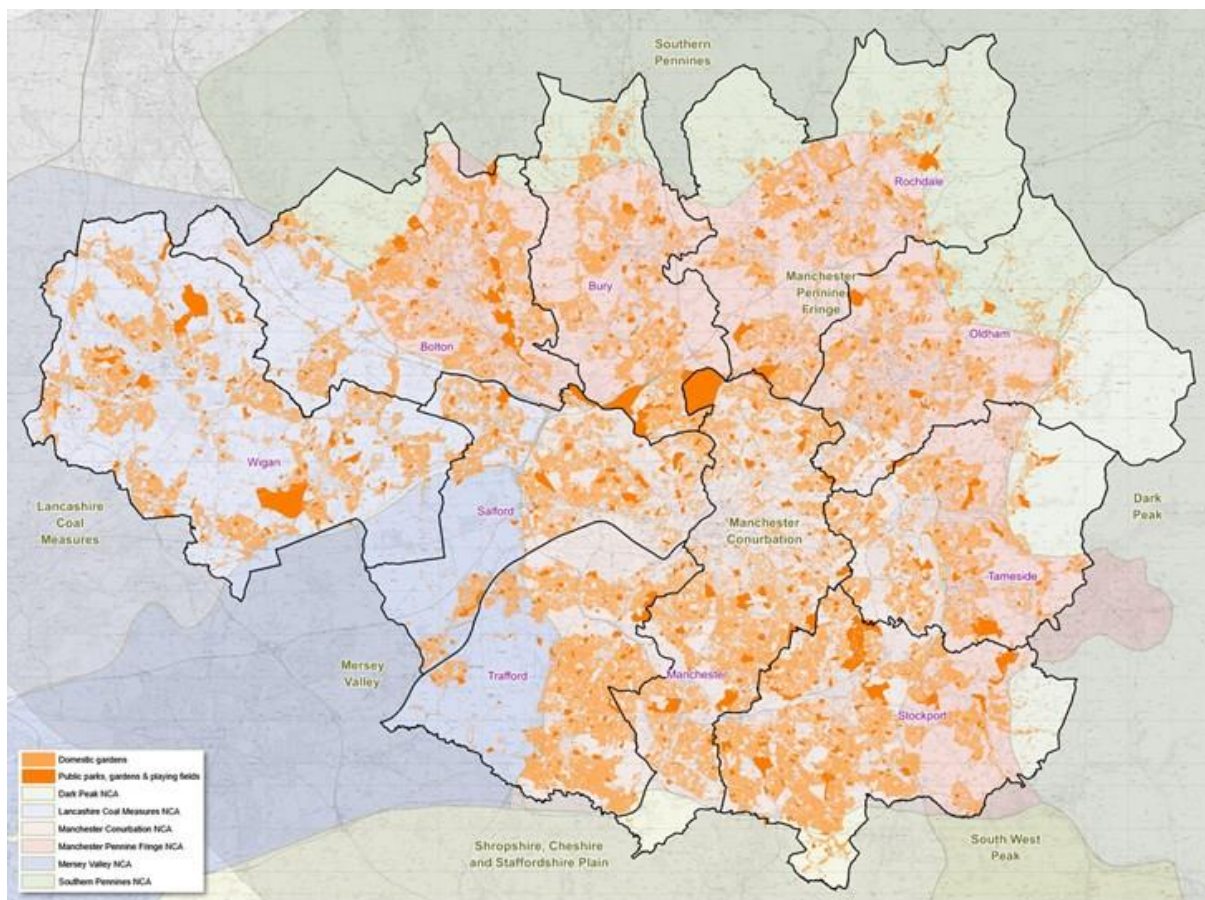 Southern
Pennines
Rochdale
Manchester
Pennine
Fringe
Bury
Oldham
Bolton
Wigan
Lancashire
Coal
Measures
Salford
Manchester
Conurbation
Dark
Peak
Tameside
Mersey
Valley
Trafford
Manchester
Stockport
Shropshire, Cheshire
and Staffordshire Plain
South West
Peak
Domestic gardens
Public parks, gardens & playing fields
Dark Peak NCA
Lancashire Coal Measures NCA
Manchester Conurbation NCA
Manchester Pennine Fringe NCA
Mersey Valley NCA
Southern Pennines NCA